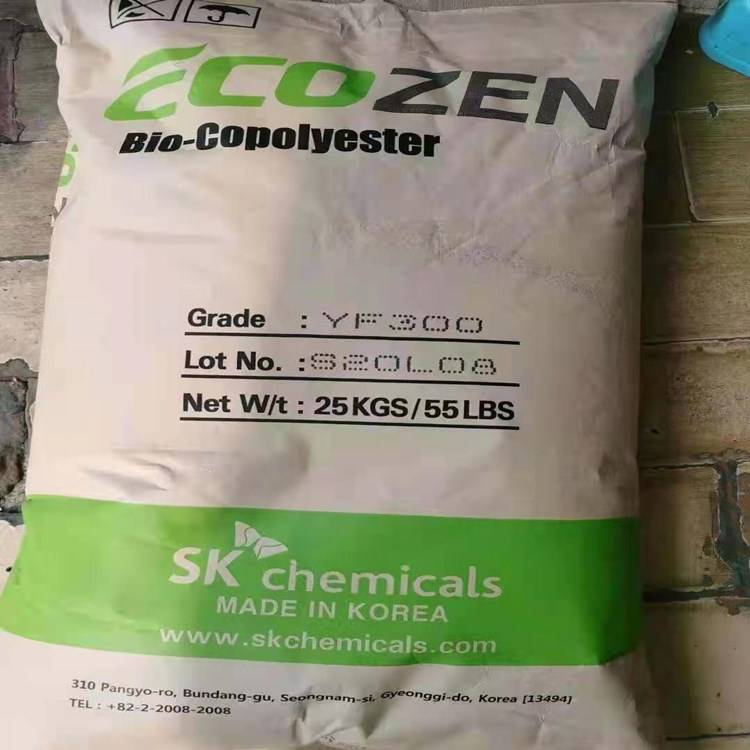 ECOZEN
Bio-Copolyester
Grade : YF300
Lot No. : S20L08
Net W/t : 25KGS/55LBS
SK chemicals
MADE IN KOREA
www.skchemicals.com
310 Pangyo-ro, Bundang-gu, Seongnam-si, Gyeonggi-do, Korea [13494]
TEL : +82-2-2008-2008